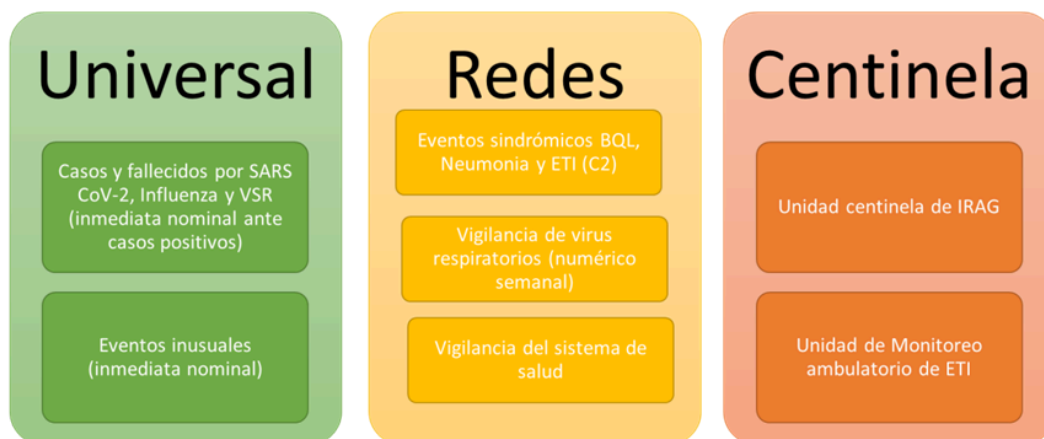 Universal
Casos y fallecidos por SARS
CoV-2, Influenza y VSR
(inmediata nominal ante
casos positivos)
Eventos inusuales
(inmediata nominal)
Redes
Eventos sindrómicos BQL,
Neumonia y ETI (C2)
Vigilancia de virus
respiratorios (numérico
semanal)
Vigilancia del sistema de
salud
Centinela
Unidad centinela de IRAG
Unidad de Monitoreo
ambulatorio de ETI